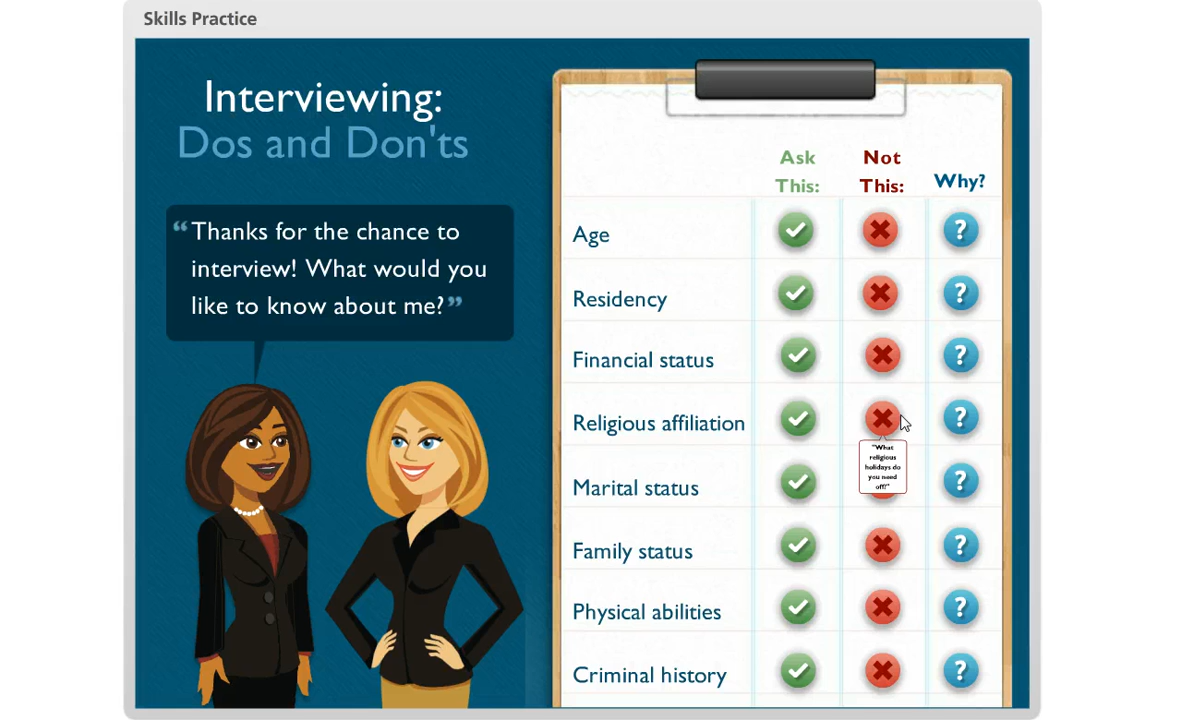 Skills Practice
Interviewing:
Dos and Don'ts
“Thanks for the chance to
interview! What would you
like to know about me?”
Ask
This:
Not
This:
Why?
Age
Residency
Financial status
Religious affiliation
"What
religious
holidays do
you need
off?"
Marital status
Family status
Physical abilities
Criminal history